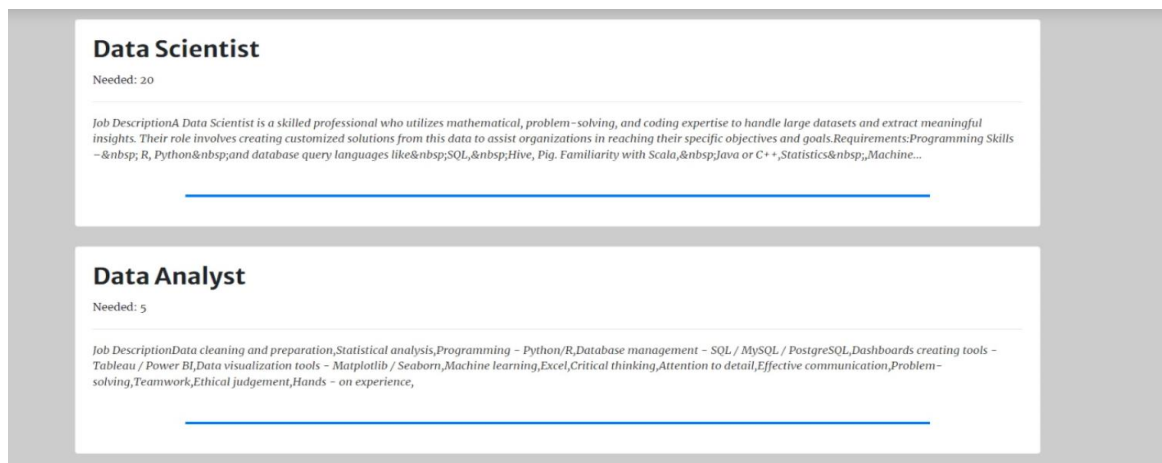 Data Scientist
Needed: 20
Job DescriptionA Data Scientist is a skilled professional who utilizes mathematical, problem-solving, and coding expertise to handle large datasets and extract meaningful
insights. Their role involves creating customized solutions from this data to assist organizations in reaching their specific objectives and goals.Requirements:Programming Skills
–&nbsp; R, Python&nbsp;and database query languages like&nbsp;SQL,&nbsp;Hive, Pig. Familiarity with Scala,&nbsp;Java or C++,Statistics&nbsp;,Machine...
Data Analyst
Needed: 5
Job DescriptionData cleaning and preparation,Statistical analysis,Programming - Python/R,Database management - SQL / MySQL / PostgreSQL,Dashboards creating tools -
Tableau / Power BI,Data visualization tools - Matplotlib / Seaborn,Machine learning,Excel,Critical thinking,Attention to detail,Effective communication,Problem-
solving,Teamwork,Ethical judgement,Hands - on experience,